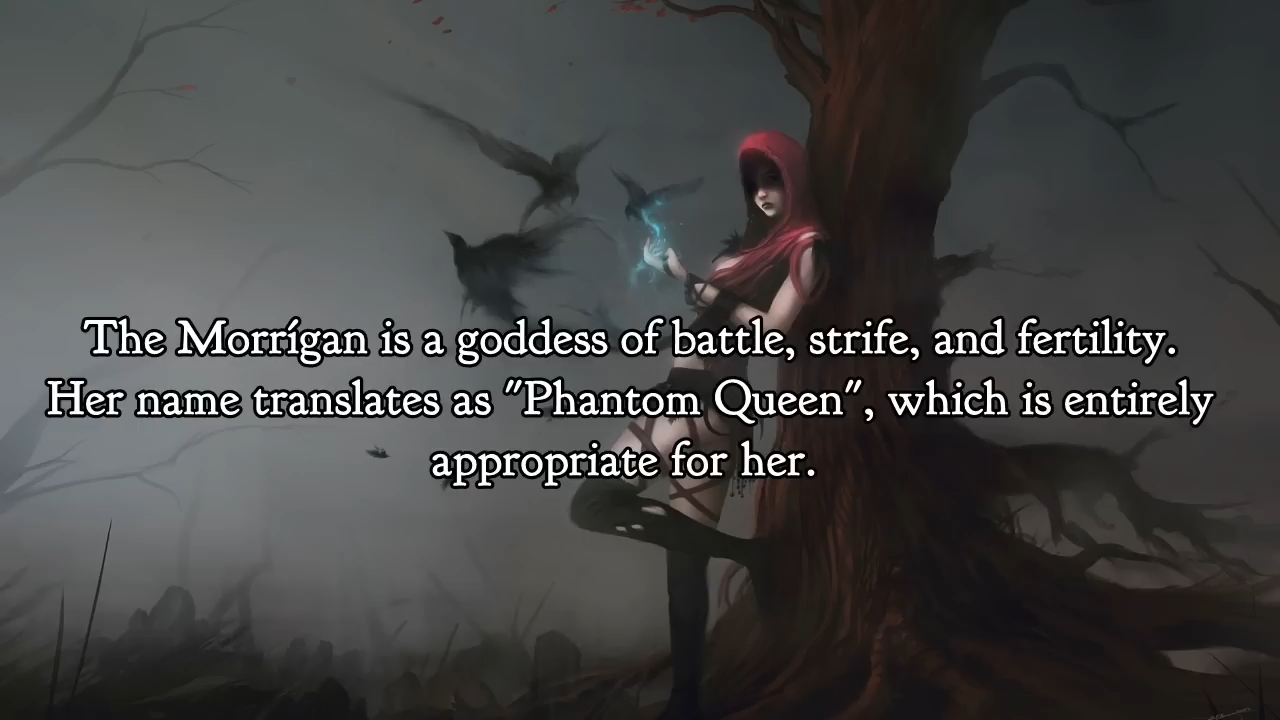 The Morrígan is a goddess of battle, strife, and fertility.
Her name translates as "Phantom Queen", which is entirely
appropriate for her.